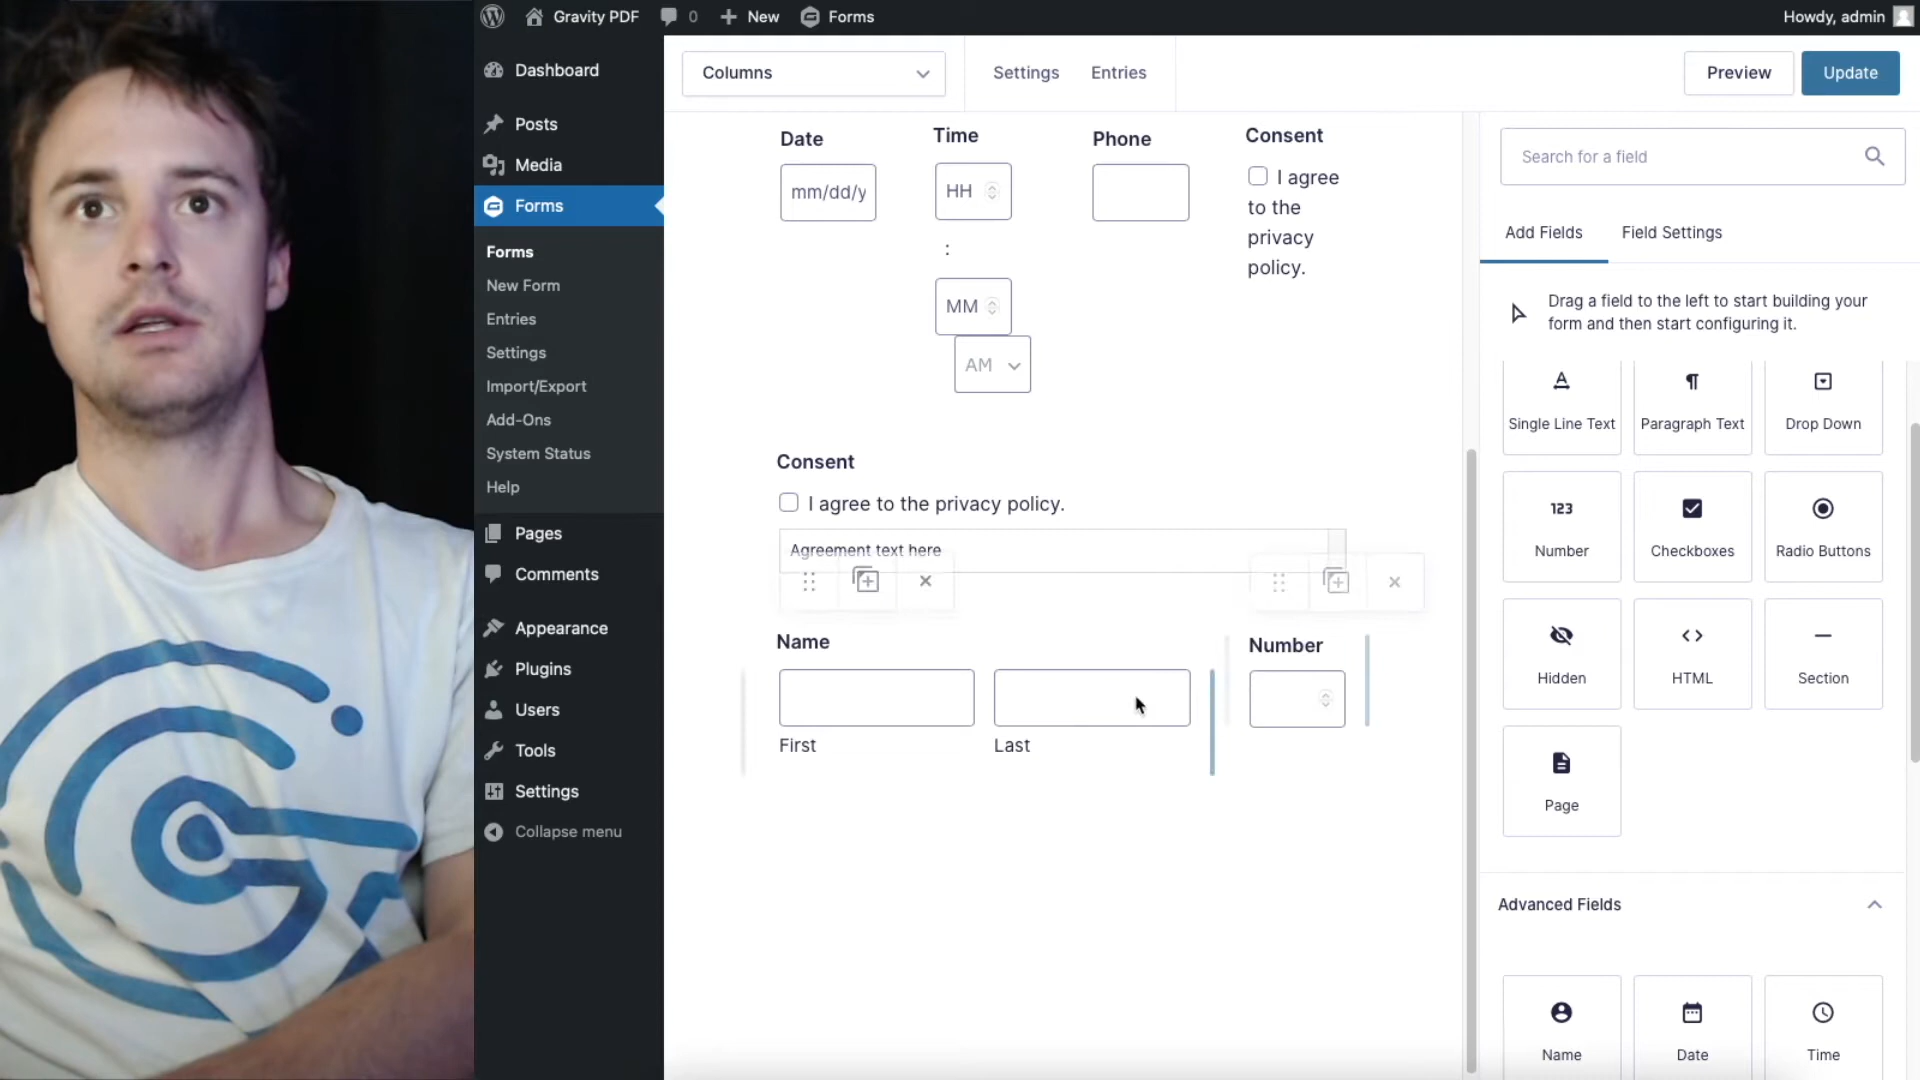 Gravity PDF
0
New
Forms
Howdy, admin
Dashboard
Posts
Media
Forms
Forms
New Form
Entries
Settings
Import/Export
Add-Ons
System Status
Help
Pages
Comments
Appearance
Plugins
Users
Tools
Settings
Collapse menu
Columns
Settings
Entries
Preview
Update
Date
Time
Phone
Consent
mm/dd/y
HH
:
MM
AM
I agree
to the
privacy
policy.
Consent
I agree to the privacy policy.
Agreement text here
Name
Number
First
Last
Search for a field
Add Fields
Field Settings
Drag a field to the left to start building your
form and then start configuring it.
Single Line Text
Paragraph Text
Drop Down
123
Number
Checkboxes
Radio Buttons
Hidden
HTML
Section
Page
Advanced Fields
Name
Date
Time